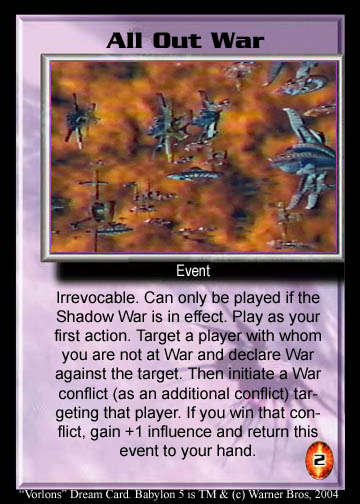 All Out War
Event
Irrevocable. Can only be played if the
Shadow War is in effect. Play as your
first action. Target a player with whom
you are not at War and declare War
against the target. Then initiate a War
conflict (as an additional conflict) tar-
geting that player. If you win that con-
flict, gain +1 influence and return this
event to your hand.
2
"Vorlons" Dream Card. Babylon 5 is TM & (c) Warner Bros, 2004